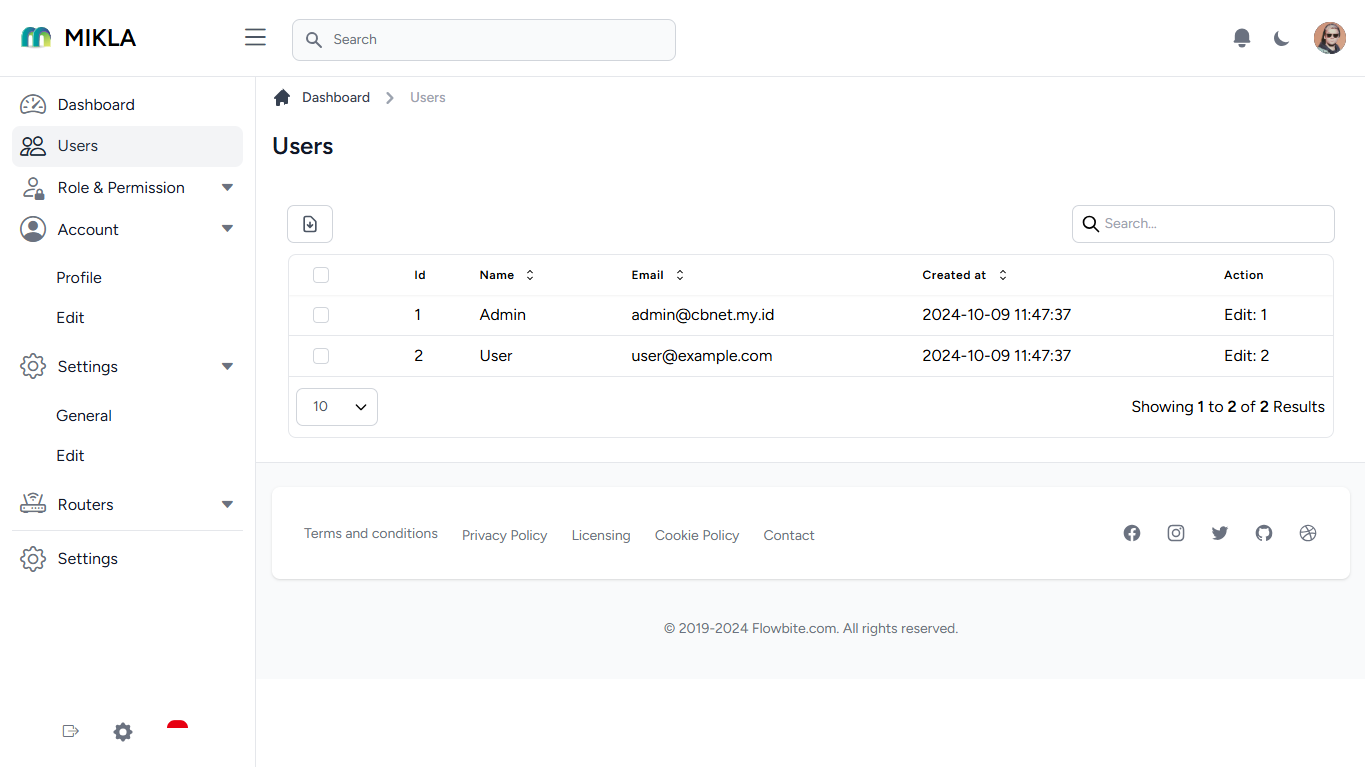 MIKLA
Search
Dashboard
Users
Role & Permission
Account
Profile
Edit
Settings
General
Edit
Routers
Settings
Dashboard Users
Users
Search...
Id Name Email Created at Action
1 Admin admin@cbnet.my.id 2024-10-09 11:47:37 Edit: 1
2 User user@example.com 2024-10-09 11:47:37 Edit: 2
10 Showing 1 to 2 of 2 Results
Terms and conditions Privacy Policy Licensing Cookie Policy Contact
© 2019-2024 Flowbite.com. All rights reserved.